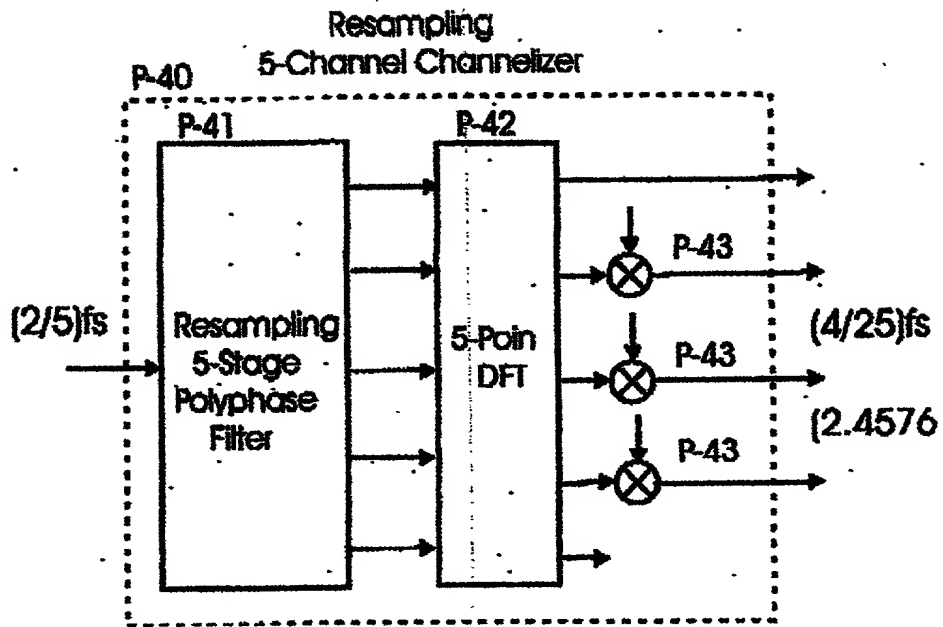 Resampling
5-Channel Channelizer
P-40
P-41
P-42
P-43
(2/5)fs
Resampling
5-Stage
Polyphase
Filter
5-Poin
DFT
P-43
(4/25)fs
P-43
(2.4576